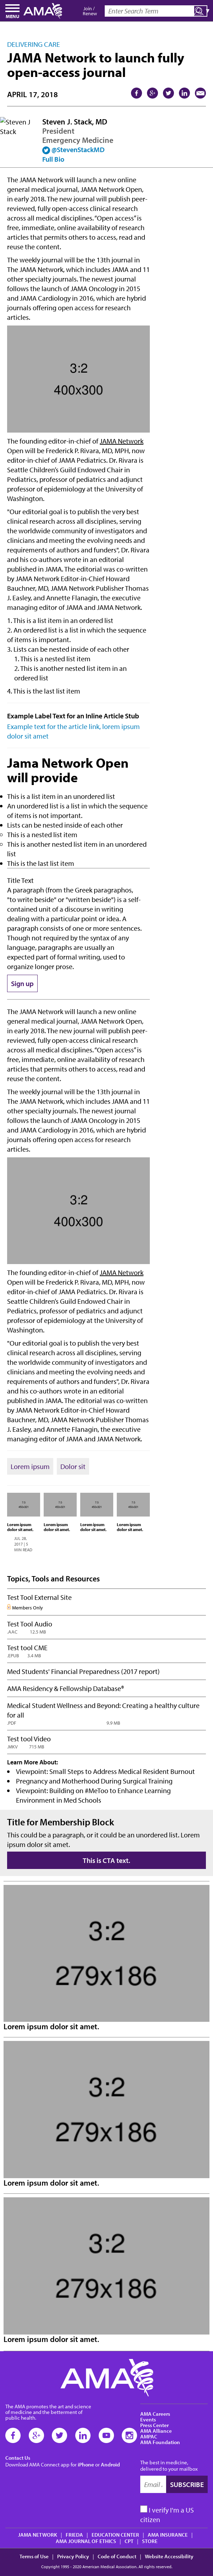 MENU
AMA
Join /
Renew
Enter Search Term
DELIVERING CARE
JAMA Network to launch fully
open-access journal
APRIL 17, 2018
Steven J. Stack
Steven J. Stack, MD
President
Emergency Medicine
@StevenStackMD
Full Bio
The JAMA Network will launch a new online
general medical journal, JAMA Network Open,
in early 2018. The new journal will publish peer-
reviewed, fully open-access clinical research
across all medical disciplines."Open access" is
free, immediate, online availability of research
articles that permits others to access, read and
reuse the content.
The weekly journal will be the 13th journal in
The JAMA Network, which includes JAMA and 11
other specialty journals. The newest journal
follows the launch of JAMA Oncology in 2015
and JAMA Cardiology in 2016, which are hybrid
journals offering open access for research
articles.
3:2
400x300
The founding editor-in-chief of JAMA Network
Open will be Frederick P. Rivara, MD, MPH, now
editor-in-chief of JAMA Pediatrics. Dr. Rivara is
Seattle Children's Guild Endowed Chair in
Pediatrics, professor of pediatrics and adjunct
professor of epidemiology at the University of
Washington.
"Our editorial goal is to publish the very best
clinical research across all disciplines, serving
the worldwide community of investigators and
clinicians and meeting the evolving needs and
requirements of authors and funders", Dr. Rivara
and his co-authors wrote in an editorial
published in JAMA. The editorial was co-written
by JAMA Network Editor-in-Chief Howard
Bauchner, MD, JAMA Network Publisher Thomas
J. Easley, and Annette Flanagin, the executive
managing editor of JAMA and JAMA Network.
1. This is a list item in an ordered list
2. An ordered list is a list in which the sequence
of items is important.
3. Lists can be nested inside of each other
1. This is a nested list item
2. This is another nested list item in an
ordered list
4. This is the last list item
Example Label Text for an Inline Article Stub
Example text for the article link, lorem ipsum
dolor sit amet
Jama Network Open
will provide
This is a list item in an unordered list
An unordered list is a list in which the sequence
of items is not important.
Lists can be nested inside of each other
This is a nested list item
This is another nested list item in an unordered
list
This is the last list item
Title Text
A paragraph (from the Greek paragraphos,
"to write beside" or "written beside") is a self-
contained unit of a discourse in writing
dealing with a particular point or idea. A
paragraph consists of one or more sentences.
Though not required by the syntax of any
language, paragraphs are usually an
expected part of formal writing, used to
organize longer prose.
Sign up
The JAMA Network will launch a new online
general medical journal, JAMA Network Open,
in early 2018. The new journal will publish peer-
reviewed, fully open-access clinical research
across all medical disciplines."Open access" is
free, immediate, online availability of research
articles that permits others to access, read and
reuse the content.
The weekly journal will be the 13th journal in
The JAMA Network, which includes JAMA and 11
other specialty journals. The newest journal
follows the launch of JAMA Oncology in 2015
and JAMA Cardiology in 2016, which are hybrid
journals offering open access for research
articles.
3:2
400x300
The founding editor-in-chief of JAMA Network
Open will be Frederick P. Rivara, MD, MPH, now
editor-in-chief of JAMA Pediatrics. Dr. Rivara is
Seattle Children's Guild Endowed Chair in
Pediatrics, professor of pediatrics and adjunct
professor of epidemiology at the University of
Washington.
"Our editorial goal is to publish the very best
clinical research across all disciplines, serving
the worldwide community of investigators and
clinicians and meeting the evolving needs and
requirements of authors and funders", Dr. Rivara
and his co-authors wrote in an editorial
published in JAMA. The editorial was co-written
by JAMA Network Editor-in-Chief Howard
Bauchner, MD, JAMA Network Publisher Thomas
J. Easley, and Annette Flanagin, the executive
managing editor of JAMA and JAMA Network.
Lorem ipsum Dolor sit
Lorem ipsum dolor sit amet. Lorem ipsum dolor sit amet. Lorem ipsum dolor sit amet. Lorem ipsum dolor sit amet.
JUL 28,
2017 | 3
MIN READ
Topics, Tools and Resources
Test Tool External Site
Members Only
Test Tool Audio
.AAC 12.5 MB
Test tool CME
.EPUB 3.4 MB
Med Students' Financial Preparedness (2017 report)
AMA Residency & Fellowship Database®
Medical Student Wellness and Beyond: Creating a healthy culture
for all
.PDF 9.9 MB
Test Tool Video
.MKV 715 MB
Learn More About:
Viewpoint: Small Steps to Address Medical Resident Burnout
Pregnancy and Motherhood During Surgical Training
Viewpoint: Building on #MeToo to Enhance Learning
Environment in Med Schools
Title for Membership Block
This could be a paragraph, or it could be an unordered list. Lorem
ipsum dolor sit amet.
This is CTA text.
3:2
279x186
Lorem ipsum dolor sit amet.
3:2
279x186
Lorem ipsum dolor sit amet.
3:2
279x186
Lorem ipsum dolor sit amet.
AMA
The AMA promotes the art and science
of medicine and the betterment of
public health.
Contact Us
Download AMA Connect app for iPhone or Android
AMA Careers
Events
Press Center
AMA Alliance
AMPAC
AMA Foundation
The best in medicine,
delivered to your mailbox
Email
SUBSCRIBE
I verify I'm a US
citizen
JAMA NETWORK | FRIEDA | EDUCATION CENTER | AMA INSURANCE |
AMA JOURNAL OF ETHICS | CPT | STORE
Terms of Use | Privacy Policy | Code of Conduct | Website Accessibility
Copyright 1995 - 2020 American Medical Association. All rights reserved.